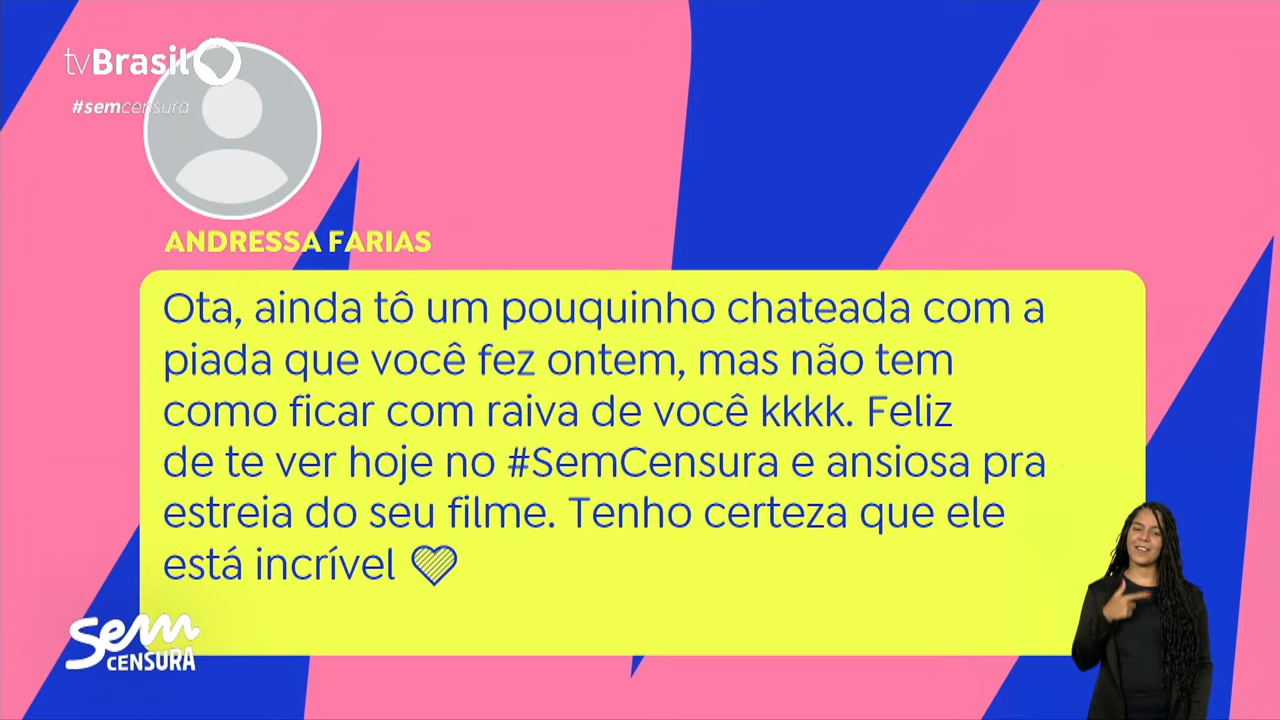 tvBrasil
#semcensura
ANDRESSA FARIAS
Ota, ainda tô um pouquinho chateada com a
piada que você fez ontem, mas não tem
como ficar com raiva de você kkkk. Feliz
de te ver hoje no #SemCensura e ansiosa pra
estreia do seu filme. Tenho certeza que ele
está incrível
Sem
CENSURA